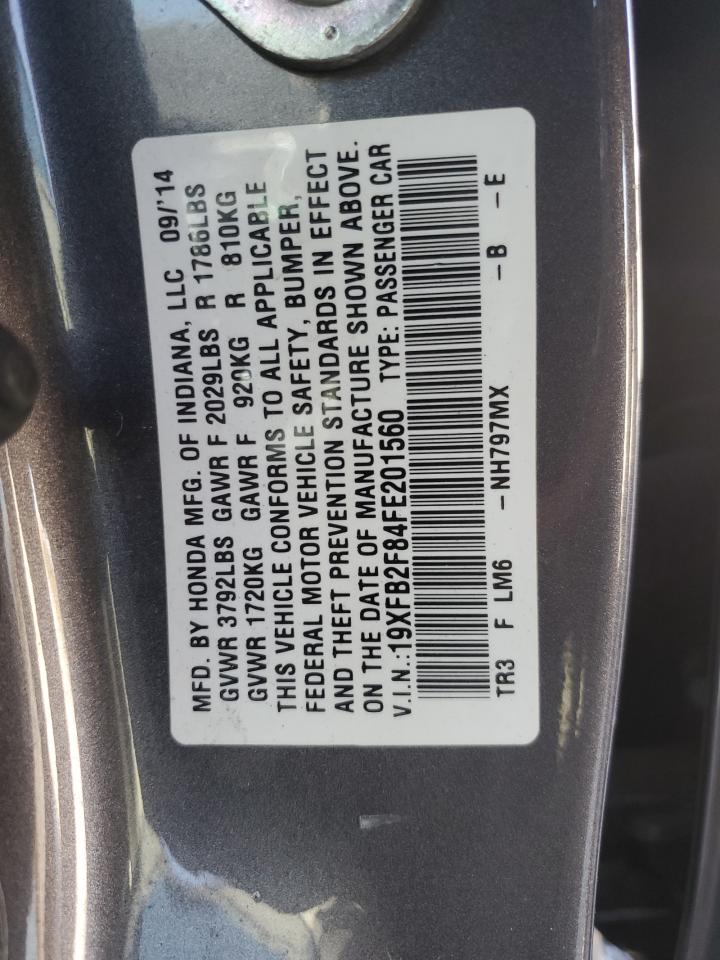 MFD. BY HONDA MFG. OF INDIANA, LLC 09/'14
GVWR 3792LBS GAWR F 2029LBS R 1786LBS
GVWR 1720KG GAWR F 920KG R 810KG
THIS VEHICLE CONFORMS TO ALL APPLICABLE
FEDERAL MOTOR VEHICLE SAFETY, BUMPER,
AND THEFT PREVENTION STANDARDS IN EFFECT
ON THE DATE OF MANUFACTURE SHOWN ABOVE.
V.I.N.:19XFB2F84FE201560 TYPE: PASSENGER CAR
TR3 F LM6 -NH797MX -B -E